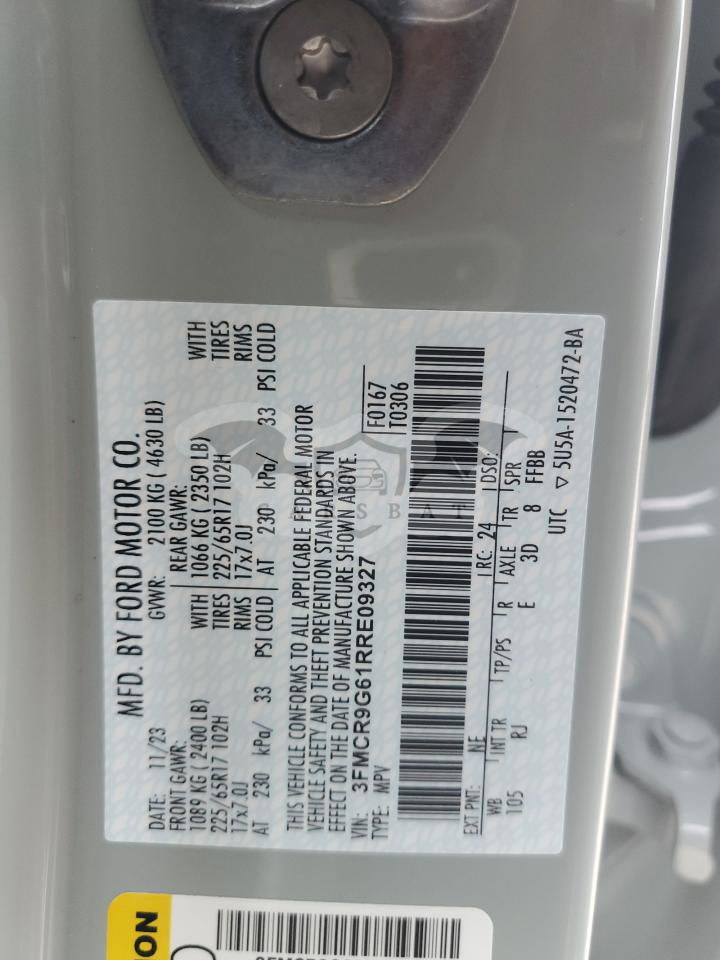 MFD. BY FORD MOTOR CO.
DATE: 11/23 GVWR: 2100 KG ( 4630 LB)
FRONT GAWR: REAR GAWR:
1089 KG ( 2400 LB) WITH 1066 KG ( 2350 LB) WITH
225/65R17 102H TIRES 225/65R17 102H TIRES
17x7.0J RIMS 17x7.0J RIMS
AT 230 kPa/ 33 PSI COLD AT 230 kPa/ 33 PSI COLD
THIS VEHICLE CONFORMS TO ALL APPLICABLE FEDERAL MOTOR
VEHICLE SAFETY AND THEFT PREVENTION STANDARDS IN
EFFECT ON THE DATE OF MANUFACTURE SHOWN ABOVE.
VIN: 3FMCR9G61RRE09327 F0167
TYPE: MPV T0306
EXT PNT: NE RC: 24 DSO:
WB INT TR TP/PS R AXLE TR SPR
105 RJ E 3D 8 FFBB
UTC ▽ 5U5A-1520472-BA